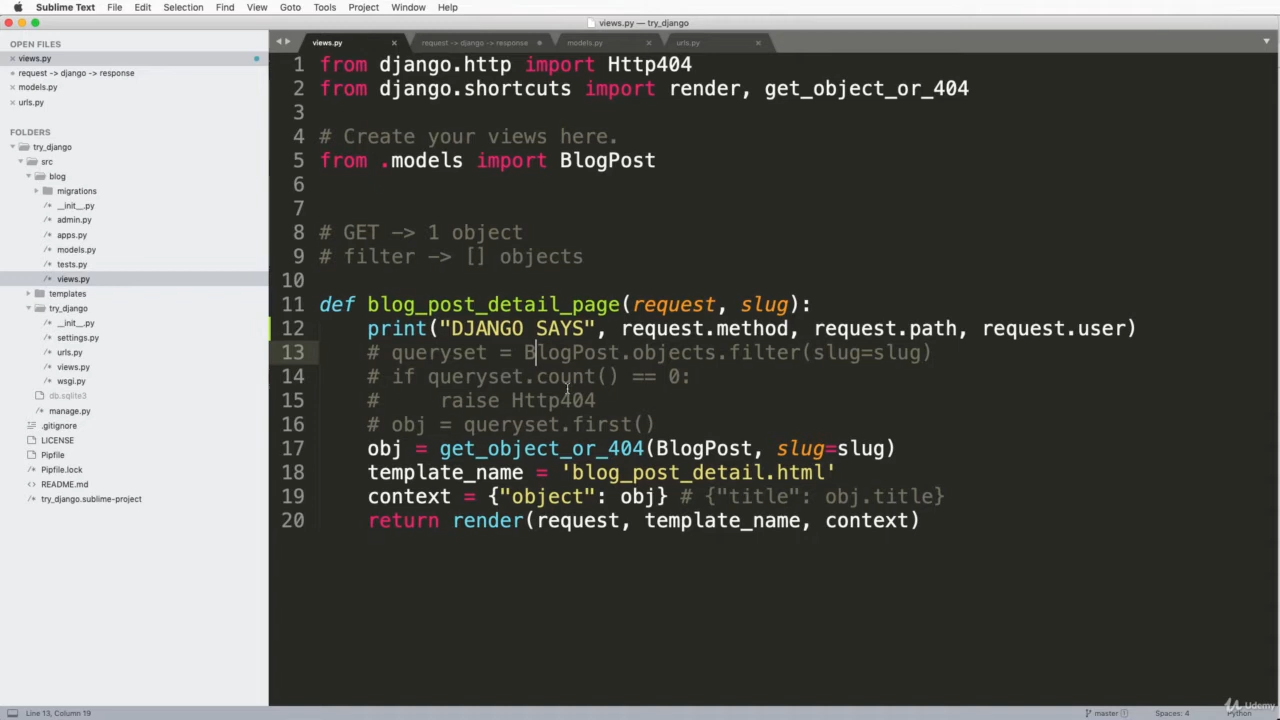 Sublime Text File Edit Selection Find View Goto Tools Project Window Help
views.py — try_django
OPEN FILES
views.py
request -> django -> response
models.py
urls.py
FOLDERS
try_django
src
blog
migrations
__init__.py
admin.py
apps.py
models.py
tests.py
views.py
templates
try_django
__init__.py
settings.py
urls.py
views.py
wsgi.py
db.sqlite3
manage.py
.gitignore
LICENSE
Pipfile
Pipfile.lock
README.md
try_django.sublime-project
views.py request -> django -> response models.py urls.py
1 from django.http import Http404
2 from django.shortcuts import render, get_object_or_404
3
4 # Create your views here.
5 from .models import BlogPost
6
7
8 # GET -> 1 object
9 # filter -> [] objects
10
11 def blog_post_detail_page(request, slug):
12     print("DJANGO SAYS", request.method, request.path, request.user)
13     # queryset = BlogPost.objects.filter(slug=slug)
14     # if queryset.count() == 0:
15     #     raise Http404
16     # obj = queryset.first()
17     obj = get_object_or_404(BlogPost, slug=slug)
18     template_name = 'blog_post_detail.html'
19     context = {"object": obj} # {"title": obj.title}
20     return render(request, template_name, context)
Udemy
Line 13, Column 19 master 1 Spaces: 4 Python